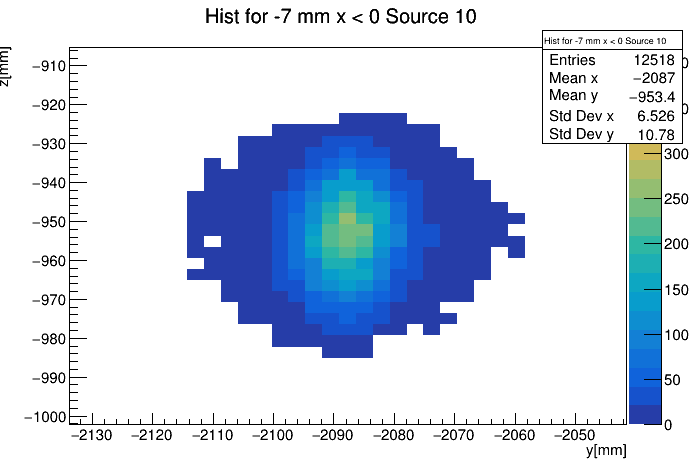 Hist for -7 mm x < 0 Source 10
z[mm]
Hist for -7 mm x < 0 Source 10
Entries 12518
Mean x −2087
Mean y −953.4
Std Dev x 6.526
Std Dev y 10.78
−910
−920
−930
−940
−950
−960
−970
−980
−990
−1000
−2130 −2120 −2110 −2100 −2090 −2080 −2070 −2060 −2050
y[mm]
300
250
200
150
100
50
0